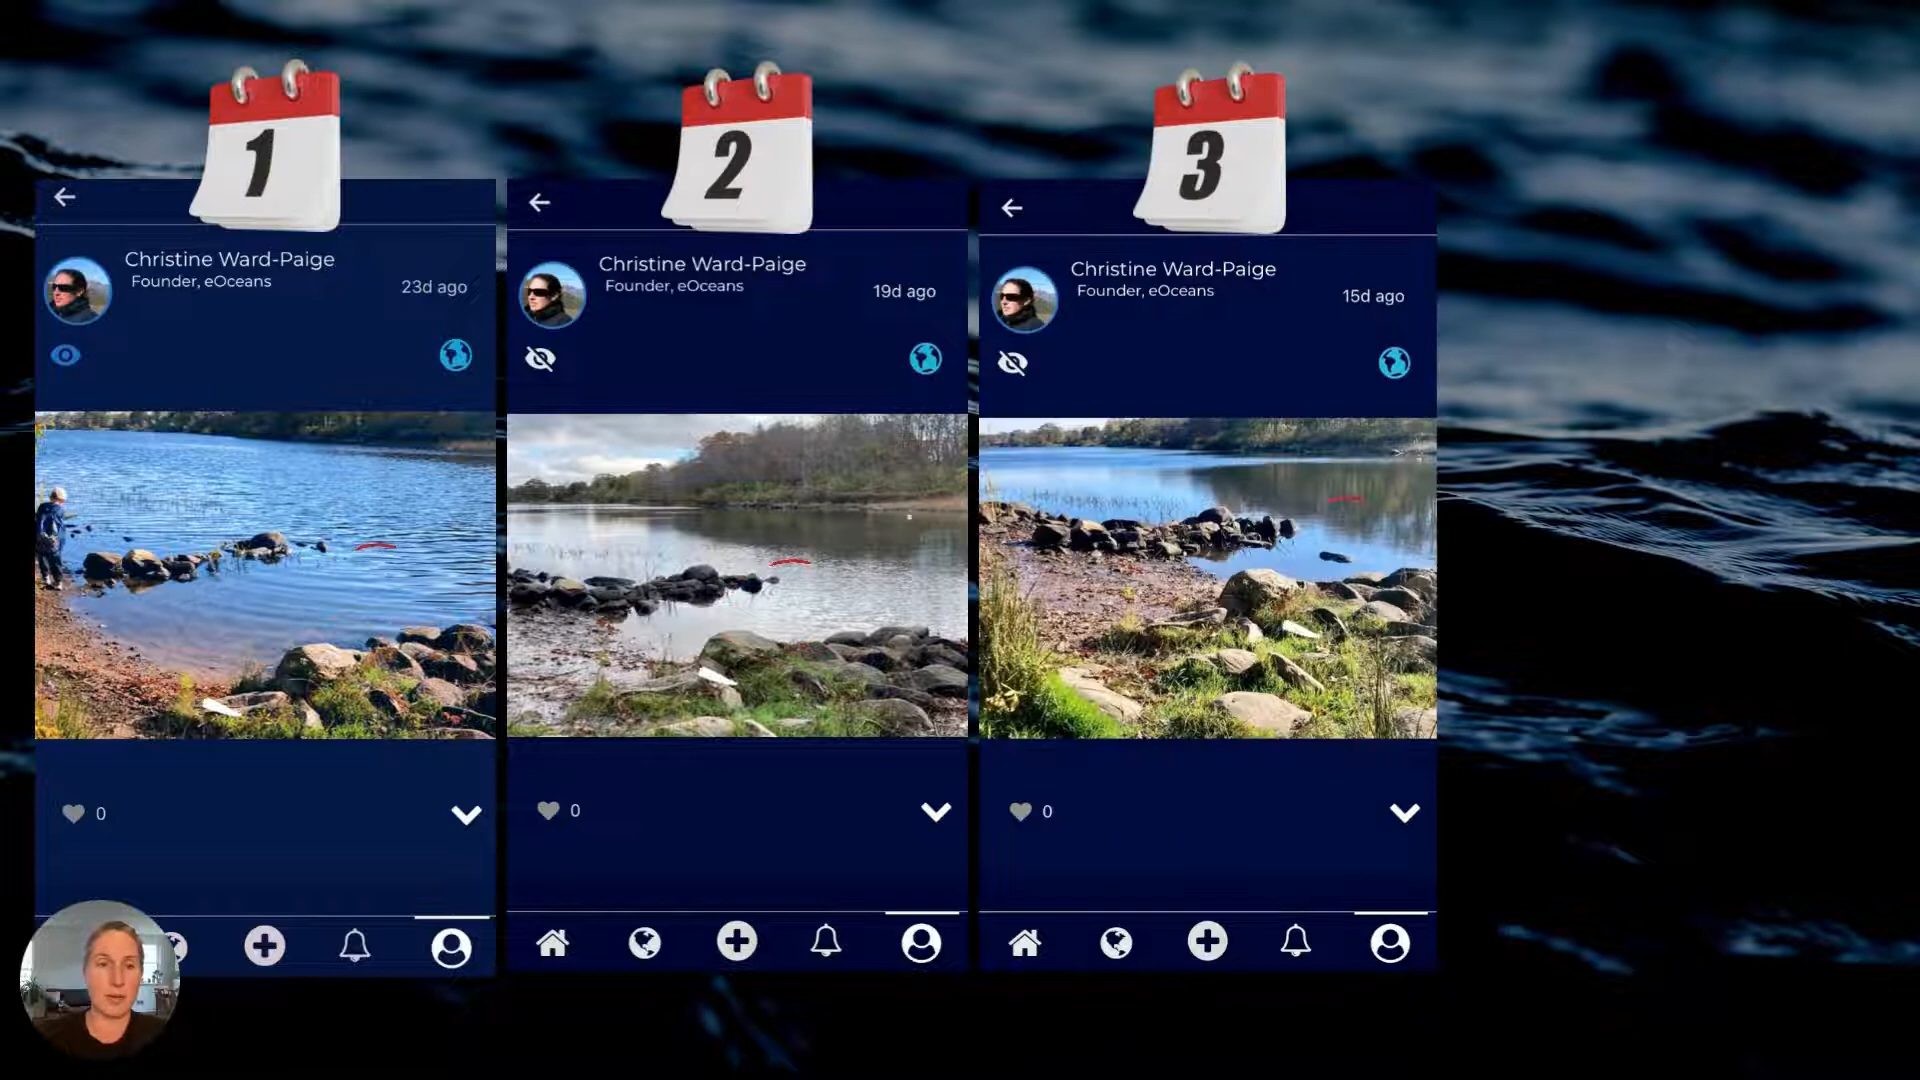 1
Christine Ward-Paige
Founder, eOceans
23d ago
0
2
Christine Ward-Paige
Founder, eOceans
19d ago
0
3
Christine Ward-Paige
Founder, eOceans
15d ago
0